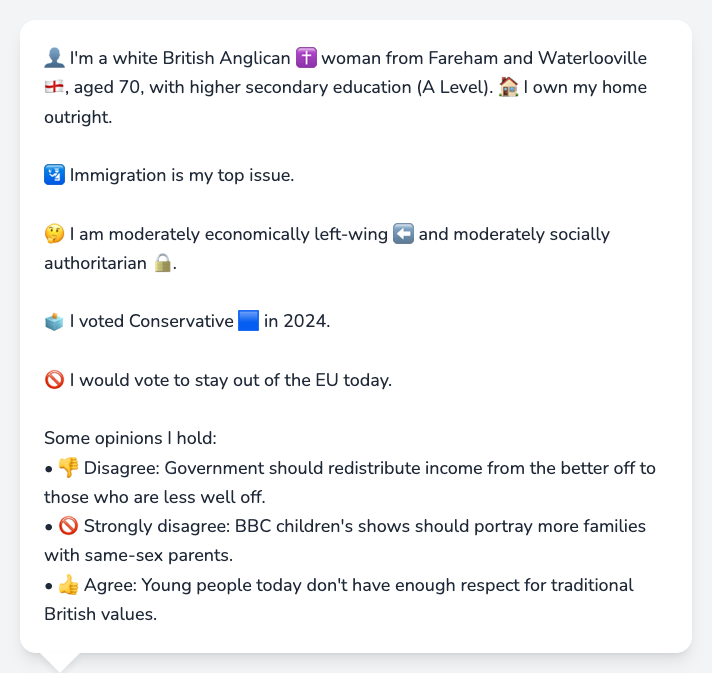 👤 I'm a white British Anglican ✝️ woman from Fareham and Waterlooville
🏴󠁧󠁢󠁥󠁮󠁧󠁿, aged 70, with higher secondary education (A Level). 🏠 I own my home
outright.
🛂 Immigration is my top issue.
🤔 I am moderately economically left-wing ⬅️ and moderately socially
authoritarian 🔒.
🗳️ I voted Conservative 🟦 in 2024.
🚫 I would vote to stay out of the EU today.
Some opinions I hold:
• 👎 Disagree: Government should redistribute income from the better off to
those who are less well off.
• 🚫 Strongly disagree: BBC children's shows should portray more families
with same-sex parents.
• 👍 Agree: Young people today don't have enough respect for traditional
British values.